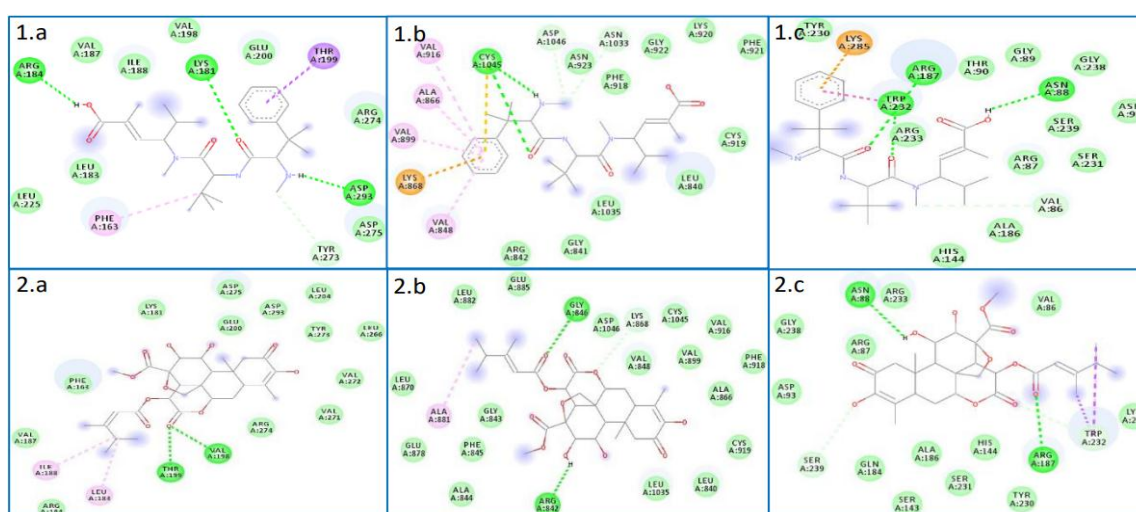 1.a
VAL
A:198
VAL
A:187
ILE
A:188
LYS
A:181
GLU
A:200
THR
A:199
ARG
A:184
ARG
A:274
LEU
A:183
LEU
A:225
PHE
A:163
ASP
A:293
ASP
A:275
TYR
A:273
H
O
O
N
O
O
N
N
H
1.b
VAL
A:916
CYS
A:1045
ASP
A:1046
ASN
A:1033
ASN
A:923
GLY
A:922
LYS
A:920
PHE
A:921
PHE
A:918
ALA
A:866
VAL
A:899
CYS
A:919
LYS
A:868
LEU
A:840
VAL
A:848
LEU
A:1035
ARG
A:842
GLY
A:841
1.c
TYR
A:230
LYS
A:285
ARG
A:187
THR
A:90
GLY
A:89
ASN
A:88
GLY
A:238
TRP
A:232
ARG
A:233
SER
A:239
ARG
A:87
SER
A:231
VAL
A:86
ALA
A:186
HIS
A:144
2.a
LYS
A:181
ASP
A:275
ASP
A:293
LEU
A:204
GLU
A:200
TYR
A:273
LEU
A:266
PHE
A:163
VAL
A:272
VAL
A:271
VAL
A:187
ARG
A:274
VAL
A:198
THR
A:199
ILE
A:188
LEU
A:183
ARG
A:184
2.b
LEU
A:882
GLU
A:885
GLY
A:846
ASP
A:1046
LYS
A:868
CYS
A:1045
VAL
A:916
VAL
A:848
VAL
A:899
PHE
A:918
LEU
A:870
ALA
A:881
GLY
A:843
ALA
A:866
GLU
A:878
PHE
A:845
CYS
A:919
ALA
A:844
ARG
A:842
LEU
A:1035
LEU
A:840
2.c
ASN
A:88
ARG
A:233
VAL
A:86
GLY
A:238
ARG
A:87
ASP
A:93
TRP
A:232
SER
A:239
GLN
A:184
ALA
A:186
HIS
A:144
ARG
A:187
SER
A:231
SER
A:143
TYR
A:230